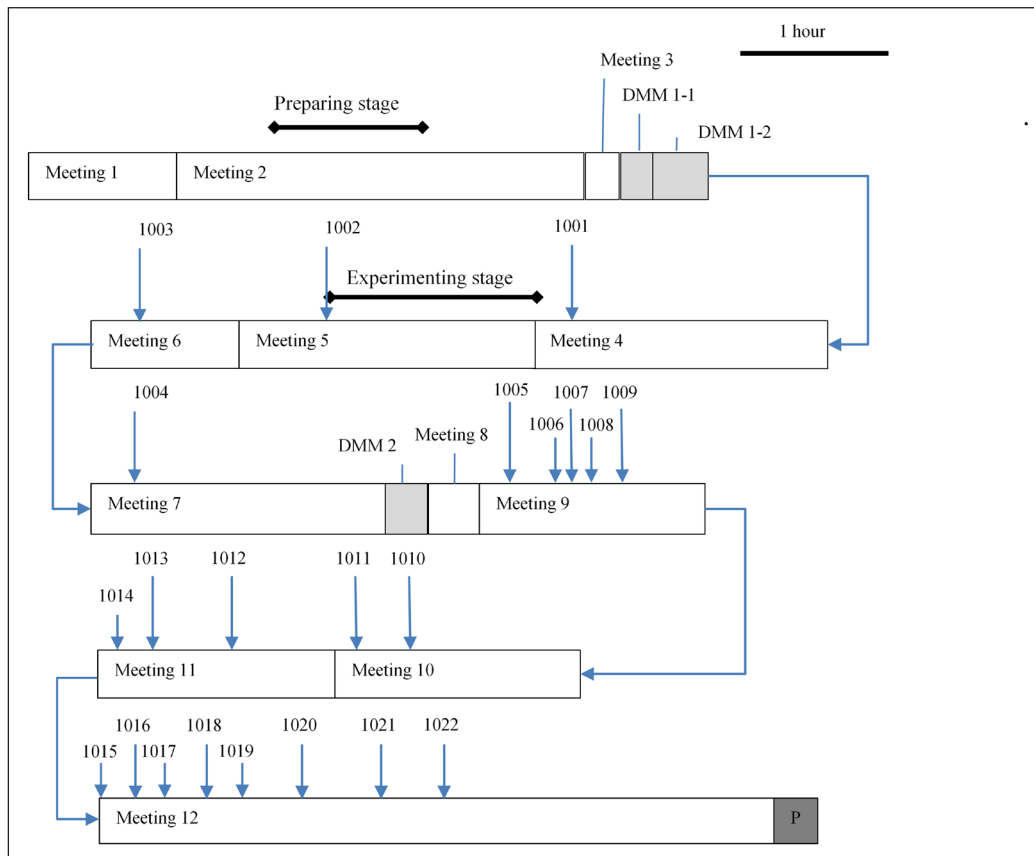 1 hour
Meeting 3
Preparing stage
DMM 1-1
DMM 1-2
.
Meeting 1
Meeting 2
1003
1002
1001
Experimenting stage
Meeting 6
Meeting 5
Meeting 4
1004
1005
1007
1009
1006
1008
DMM 2
Meeting 8
Meeting 7
Meeting 9
1013
1012
1011
1010
1014
Meeting 11
Meeting 10
1016
1018
1020
1021
1022
1015
1017
1019
Meeting 12
P